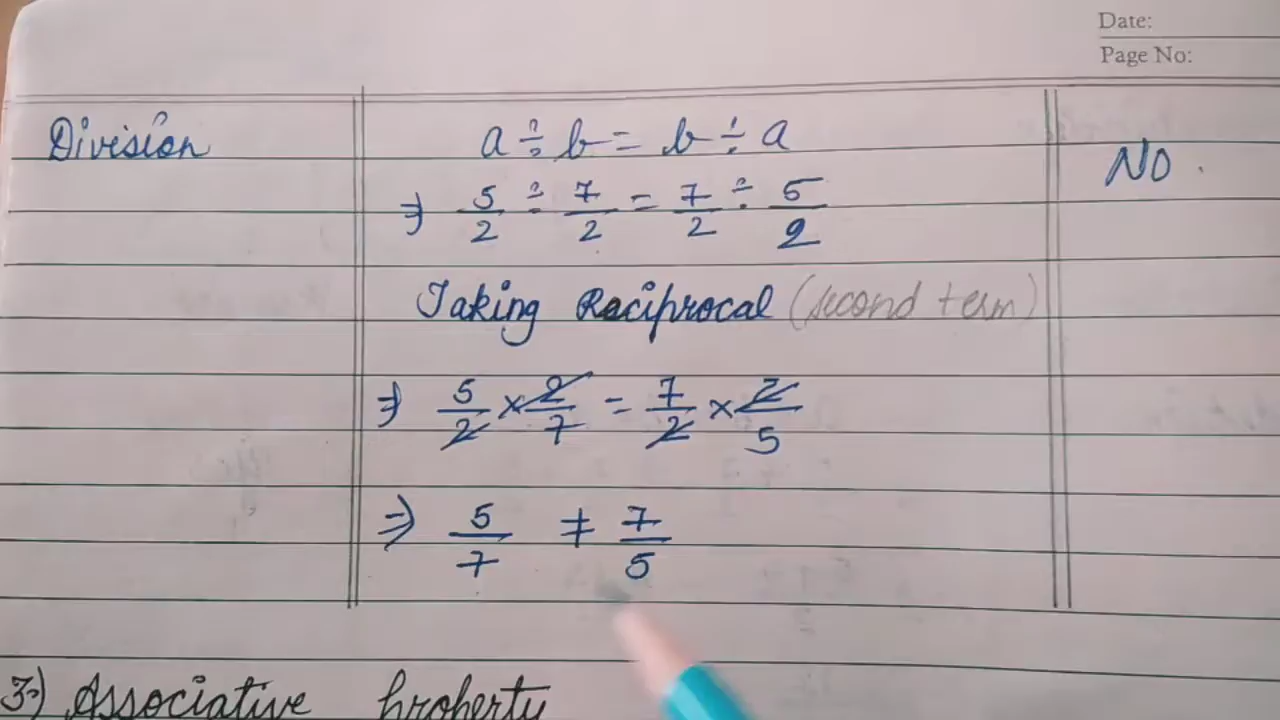 Date:
Page No:
Division
a ÷ b = b ÷ a
No.
⇒ 5/2 ÷ 7/2 = 7/2 ÷ 5/2
Taking Reciprocal (second term)
⇒ 5/2 × 2/7 = 7/2 × 2/5
⇒ 5/7 ≠ 7/5
3) Associative property